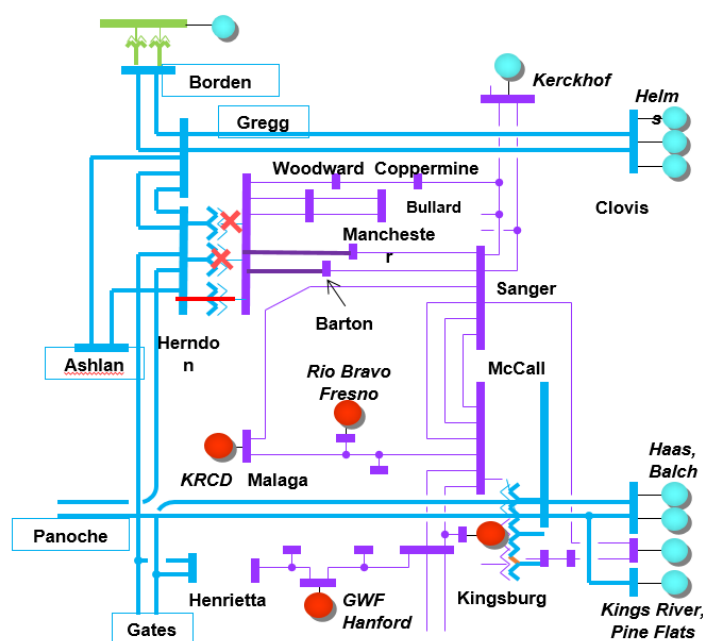 Borden
Kerckhof
Helm
s
Gregg
Woodward Coppermine
Bullard
Clovis
Mancheste
r
Sanger
Barton
Herndo
n
Ashlan
McCall
Rio Bravo
Fresno
KRCD
Malaga
Haas,
Balch
Panoche
Henrietta
GWF
Hanford
Kingsburg
Kings River,
Pine Flats
Gates